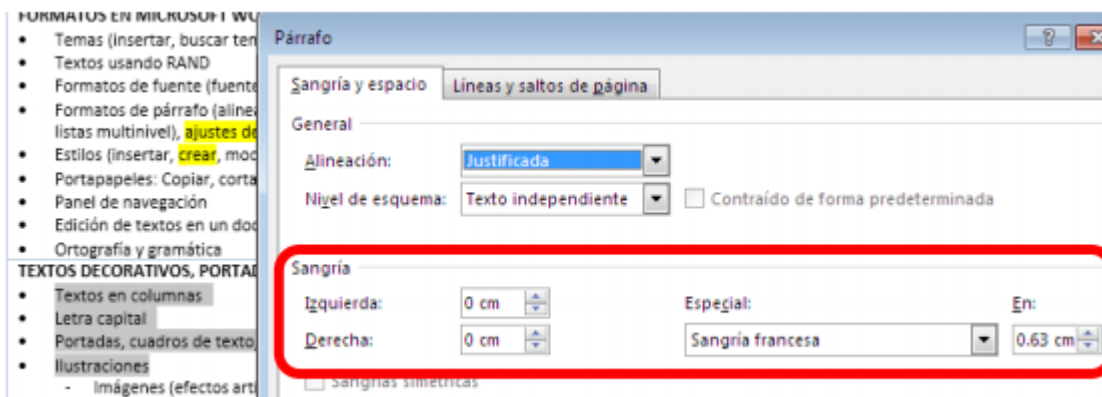 FORMATOS EN MICROSOFT WO
• Temas (insertar, buscar ten
• Textos usando RAND
• Formatos de fuente (fuente
• Formatos de párrafo (alinea
listas multinivel), ajustes de
• Estilos (insertar, crear, mod
• Portapapeles: Copiar, corta
• Panel de navegación
• Edición de textos en un doc
• Ortografía y gramática
TEXTOS DECORATIVOS, PORTAD
• Textos en columnas
• Letra capital
• Portadas, cuadros de texto,
• Ilustraciones
- Imágenes (efectos arti
Párrafo
Sangría y espacio Líneas y saltos de página
General
Alineación: Justificada
Nivel de esquema: Texto independiente Contraído de forma predeterminada
Sangría
Izquierda: 0 cm Especial: En:
Derecha: 0 cm Sangría francesa 0.63 cm
Sangrías simétricas